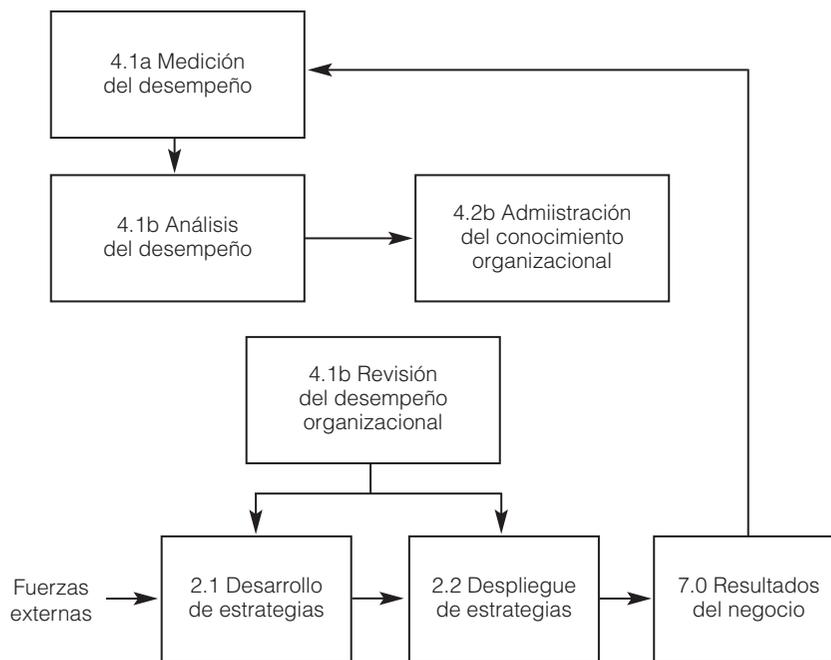 4.1a Medición
del desempeño
4.1b Análisis
del desempeño
4.2b Admiistración
del conocimiento
organizacional
4.1b Revisión
del desempeño
organizacional
Fuerzas
externas
2.1 Desarrollo
de estrategias
2.2 Despliegue
de estrategias
7.0 Resultados
del negocio